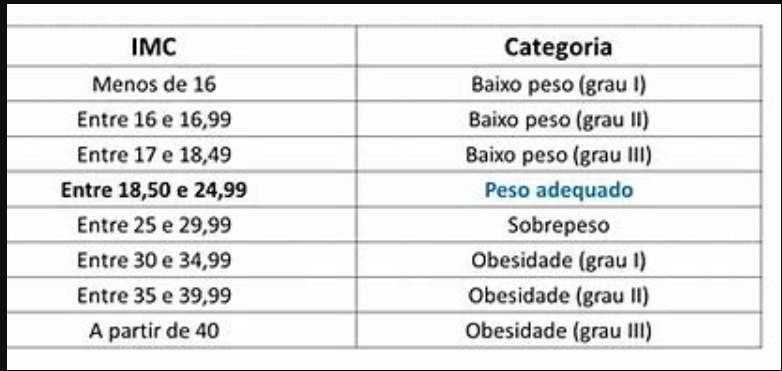 IMC Categoria
Menos de 16 Baixo peso (grau I)
Entre 16 e 16,99 Baixo peso (grau II)
Entre 17 e 18,49 Baixo peso (grau III)
Entre 18,50 e 24,99 Peso adequado
Entre 25 e 29,99 Sobrepeso
Entre 30 e 34,99 Obesidade (grau I)
Entre 35 e 39,99 Obesidade (grau II)
A partir de 40 Obesidade (grau III)